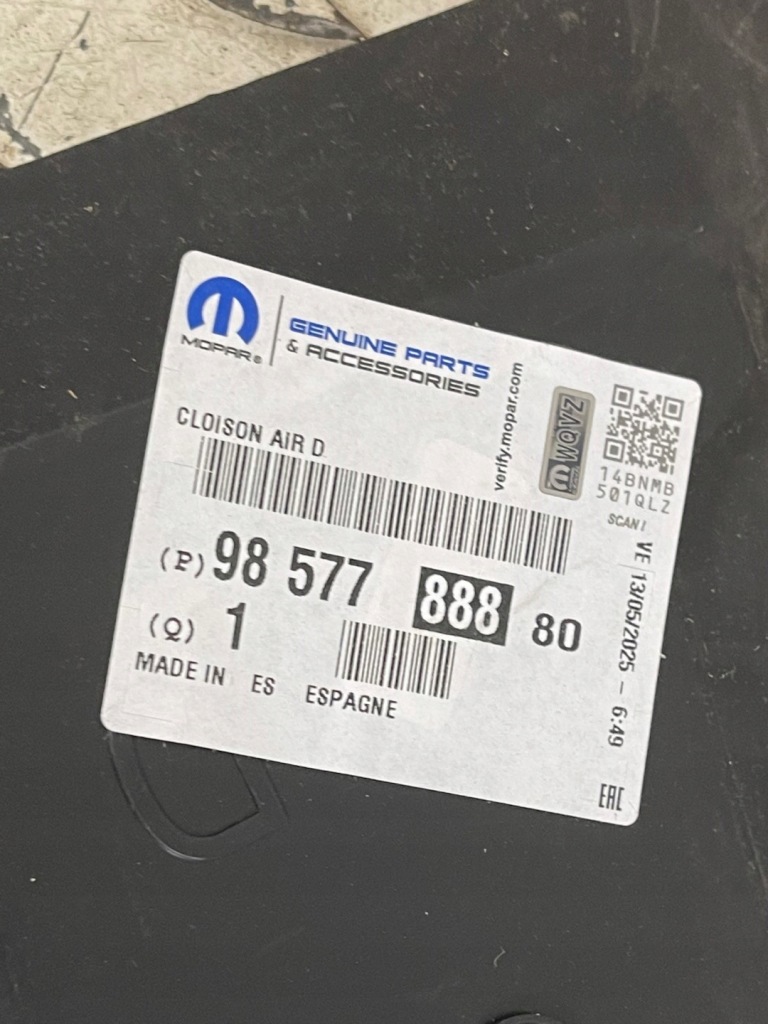 MOPAR®
GENUINE PARTS
& ACCESSORIES
CLOISON AIR D
verify.mopar.com
WQVZ
14BNMB
501QLZ
SCAN!
(P) 98 577 888 80
(Q) 1
MADE IN ES ESPAGNE
VE 13/05/2025 – 6:49
EAC
D